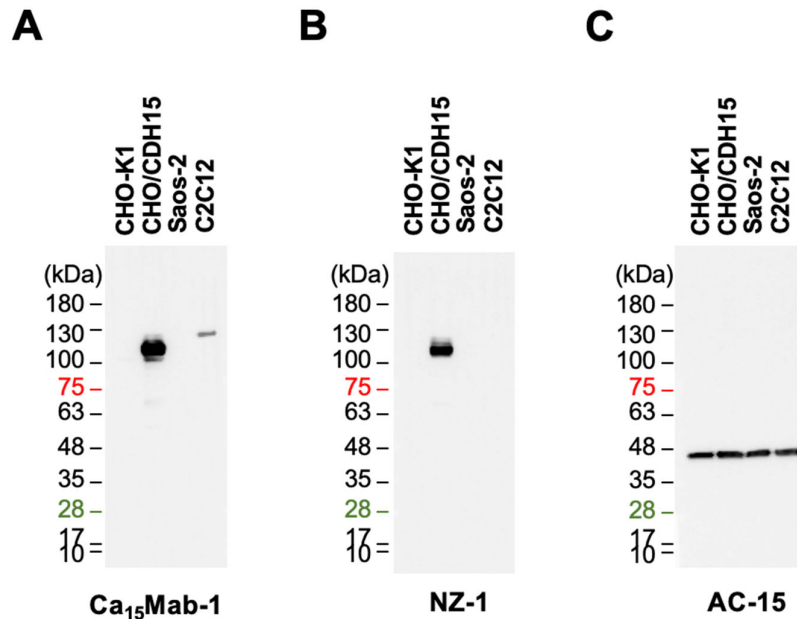 A
CHO-K1
CHO/CDH15
Saos-2
C2C12
(kDa)
180
130
100
75
63
48
35
28
17
10
Ca₁₅Mab-1
B
CHO-K1
CHO/CDH15
Saos-2
C2C12
(kDa)
180
130
100
75
63
48
35
28
17
10
NZ-1
C
CHO-K1
CHO/CDH15
Saos-2
C2C12
(kDa)
180
130
100
75
63
48
35
28
17
10
AC-15